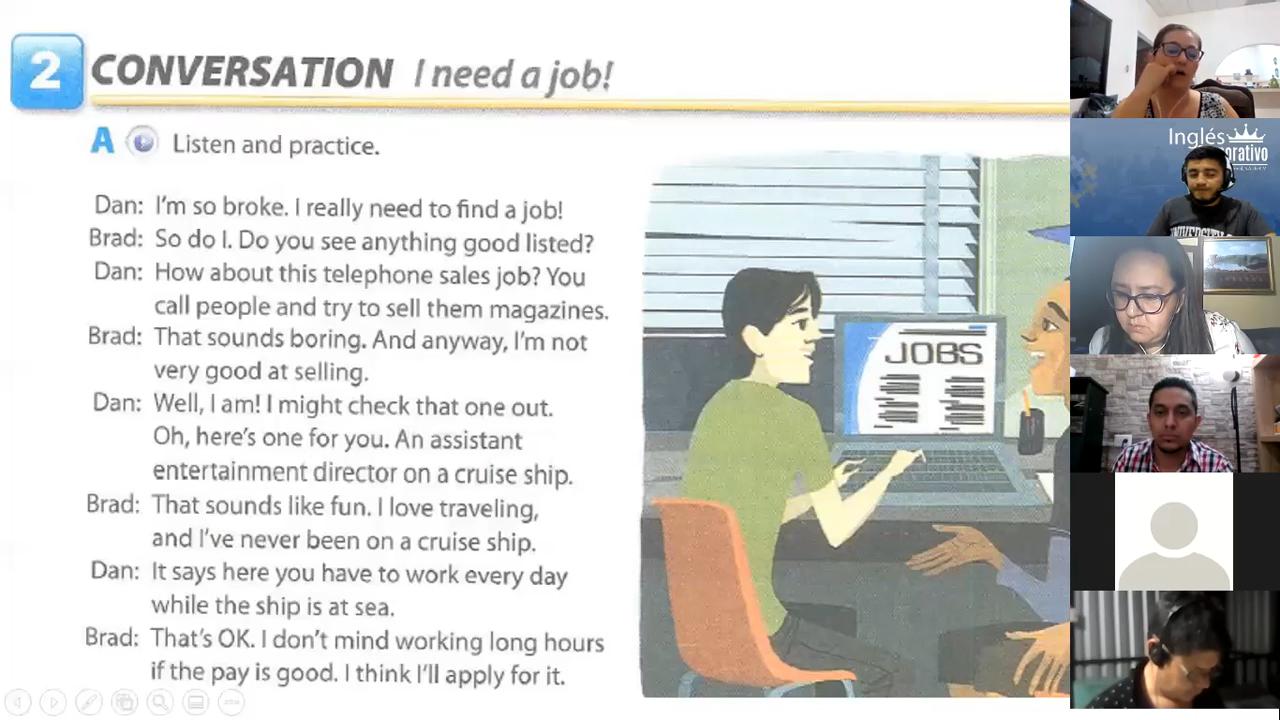 2 CONVERSATION I need a job!
A Listen and practice.
Dan: I'm so broke. I really need to find a job!
Brad: So do I. Do you see anything good listed?
Dan: How about this telephone sales job? You
call people and try to sell them magazines.
Brad: That sounds boring. And anyway, I'm not
very good at selling.
Dan: Well, I am! I might check that one out.
Oh, here's one for you. An assistant
entertainment director on a cruise ship.
Brad: That sounds like fun. I love traveling,
and I've never been on a cruise ship.
Dan: It says here you have to work every day
while the ship is at sea.
Brad: That's OK. I don't mind working long hours
if the pay is good. I think I'll apply for it.
JOBS
Inglés